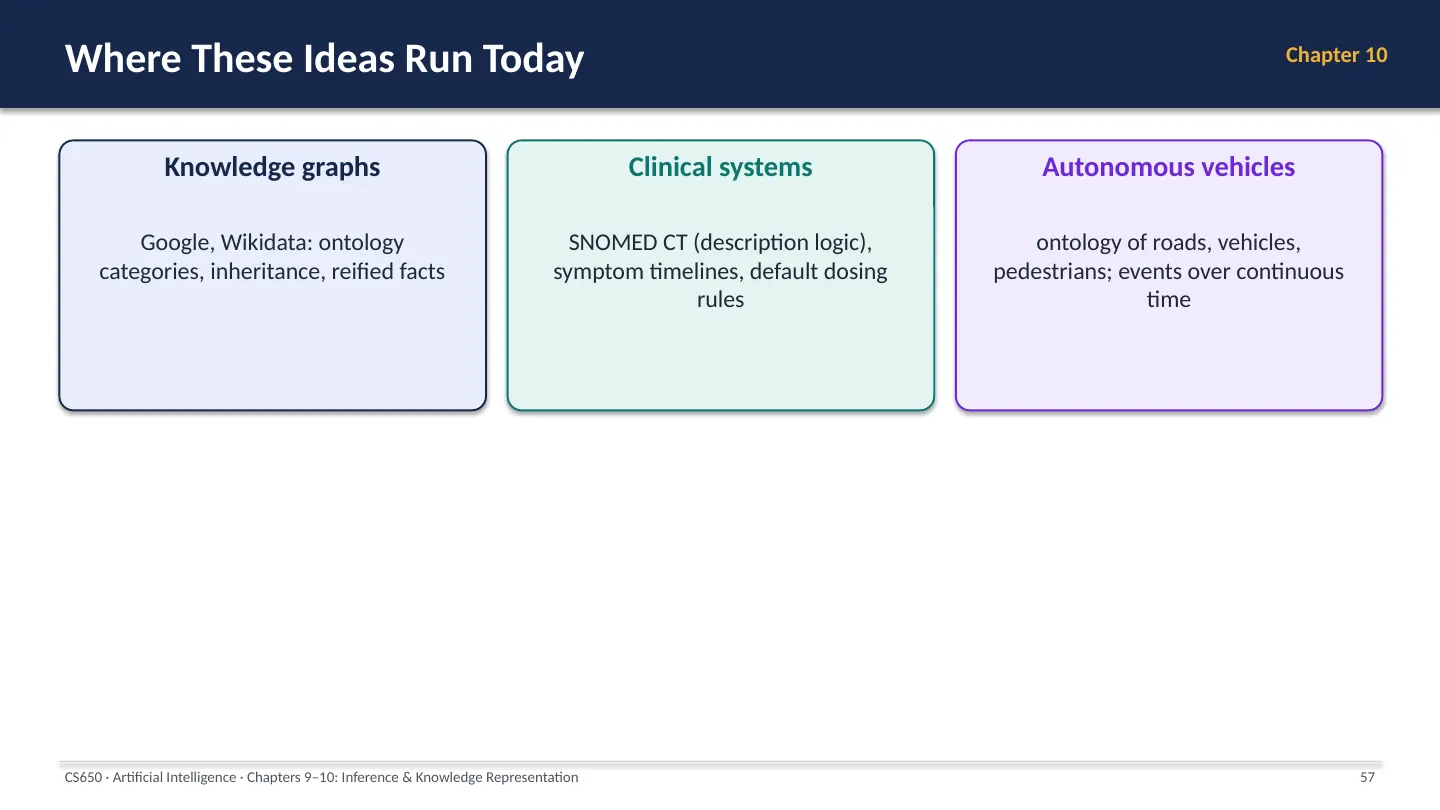 Where These Ideas Run Today
Chapter 10
Knowledge graphs
Google, Wikidata: ontology
categories, inheritance, reified facts
Clinical systems
SNOMED CT (description logic),
symptom timelines, default dosing
rules
Autonomous vehicles
ontology of roads, vehicles,
pedestrians; events over continuous
time
CS650 · Artificial Intelligence · Chapters 9–10: Inference & Knowledge Representation
57